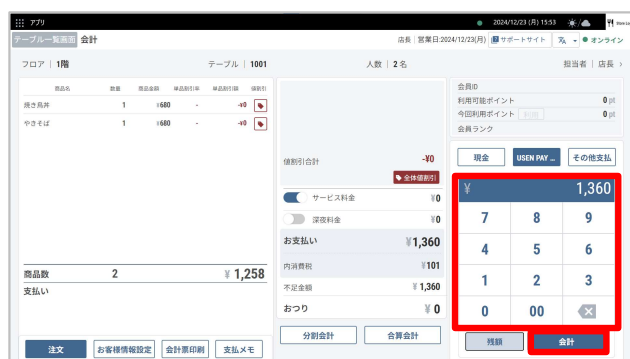 アプリ
2024/12/23 (月) 15:53
テーブル一覧画面 会計
店長 営業日:2024/12/23(月) サポートサイト オンライン
フロア 1階 テーブル 1001 人数 2 名 担当者 店長 >
商品名 数量 商品金額 単品割引率 単品割引額 値割引
焼き鳥丼 1 ¥680 - -¥0
やきそば 1 ¥680 - -¥0
商品数 2 ¥ 1,258
支払い
注文 お客様情報設定 会計票印刷 支払メモ
値割引合計 -¥0
全体値割引
サービス料金 ¥0
深夜料金 ¥0
お支払い ¥1,360
内消費税 ¥101
不足金額 ¥ 1,360
おつり ¥ 0
分割会計 合算会計
会員ID
利用可能ポイント 0 pt
今回利用ポイント 利用 0 pt
会員ランク
現金 USEN PAY ... その他支払
¥ 1,360
7 8 9
4 5 6
1 2 3
0 00
残額 会計